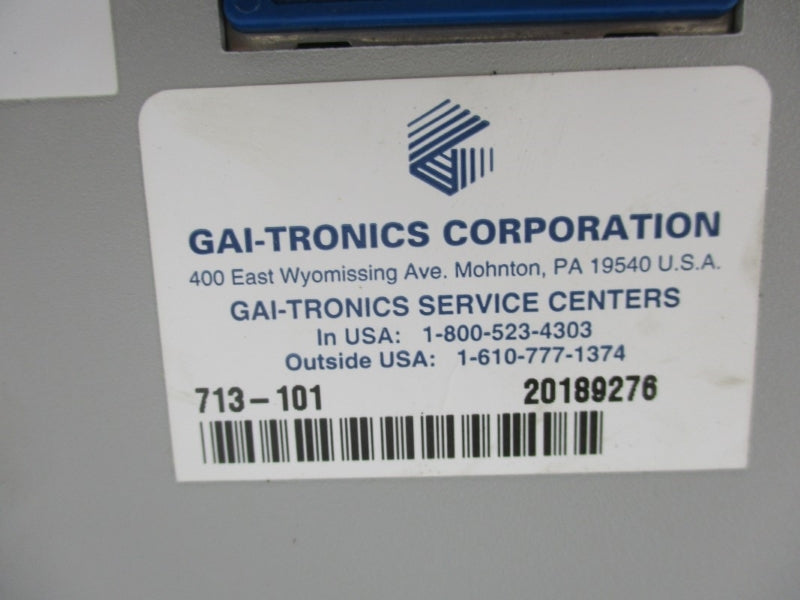 GAI-TRONICS CORPORATION
400 East Wyomissing Ave. Mohnton, PA 19540 U.S.A.
GAI-TRONICS SERVICE CENTERS
In USA: 1-800-523-4303
Outside USA: 1-610-777-1374
713-101 20189276